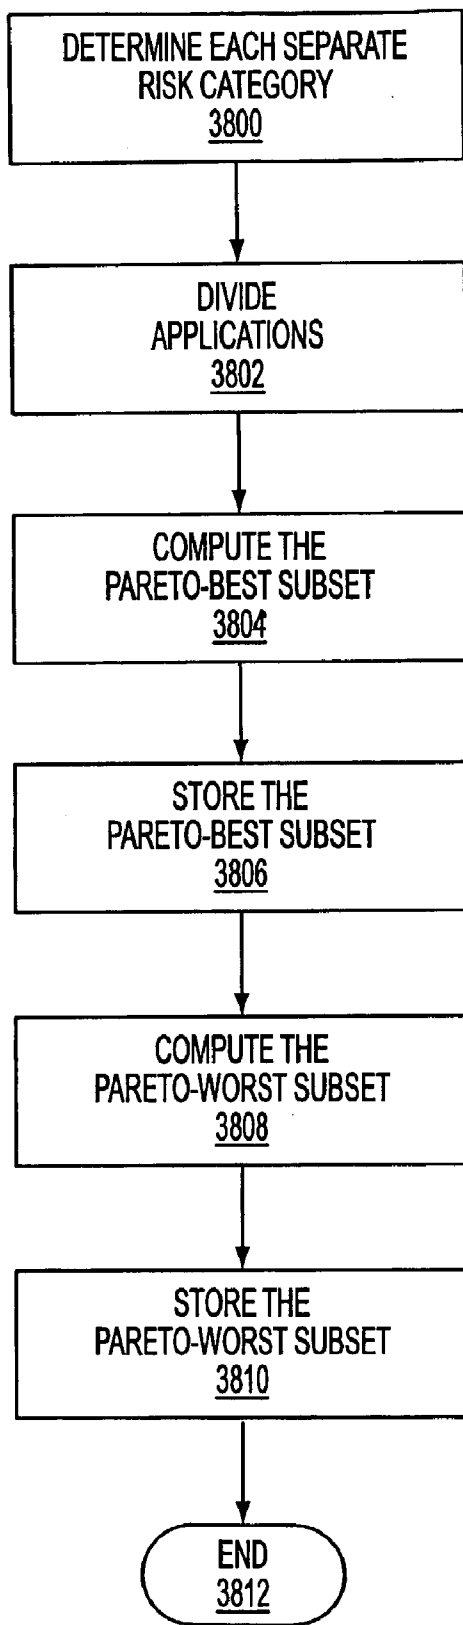 DETERMINE EACH SEPARATE
RISK CATEGORY
3800
DIVIDE
APPLICATIONS
3802
COMPUTE THE
PARETO-BEST SUBSET
3804
STORE THE
PARETO-BEST SUBSET
3806
COMPUTE THE
PARETO-WORST SUBSET
3808
STORE THE
PARETO-WORST SUBSET
3810
END
3812